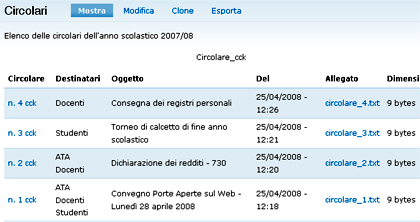 Circolari Mostra Modifica Clone Esporta
Elenco delle circolari dell'anno scolastico 2007/08
Circolare_cck
Circolare Destinatari Oggetto Del Allegato Dimensi
n. 4 cck Docenti Consegna dei registri personali 25/04/2008 - 12:26 circolare_4.txt 9 bytes
n. 3 cck Studenti Torneo di calcetto di fine anno scolastico 25/04/2008 - 12:21 circolare_3.txt 9 bytes
n. 2 cck ATA Docenti Dichiarazione dei redditi - 730 25/04/2008 - 12:20 circolare_2.txt 9 bytes
n. 1 cck ATA Docenti Studenti Convegno Porte Aperte sul Web - Lunedì 28 aprile 2008 25/04/2008 - 12:18 circolare_1.txt 9 bytes